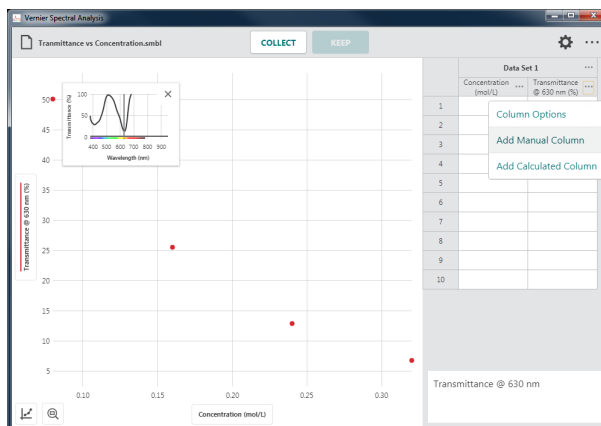 Vernier Spectral Analysis
Tranmittance vs Concentration.smbl
COLLECT
KEEP
Data Set 1
Concentration
(mol/L)
Transmittance
@ 630 nm (%)
1
2
3
4
5
6
7
8
9
10
Column Options
Add Manual Column
Add Calculated Column
Transmittance (%)
100
50
0
400 500 600 700 800 900
Wavelength (nm)
Transmittance @ 630 nm (%)
50
45
40
35
30
25
20
15
10
5
0.10 0.15 0.20 0.25 0.30
Concentration (mol/L)
Transmittance @ 630 nm